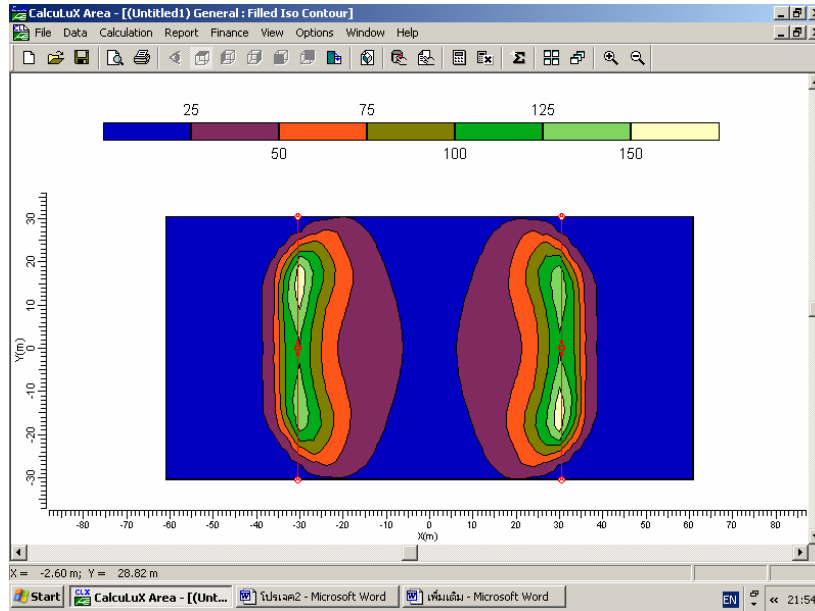 CalcuLuX Area - [(Untitled1) General : Filled Iso Contour]
File Data Calculation Report Finance View Options Window Help
25 75 125
50 100 150
30
20
10
0
10
20
30
Y(m)
-80 -70 -60 -50 -40 -30 -20 -10 0 10 20 30 40 50 60 70 80
X(m)
X = -2.60 m; Y = 28.82 m
Start CalcuLuX Area - [(Unt... โปรเจค2 - Microsoft Word เพิ่มเติม - Microsoft Word EN « 21:54